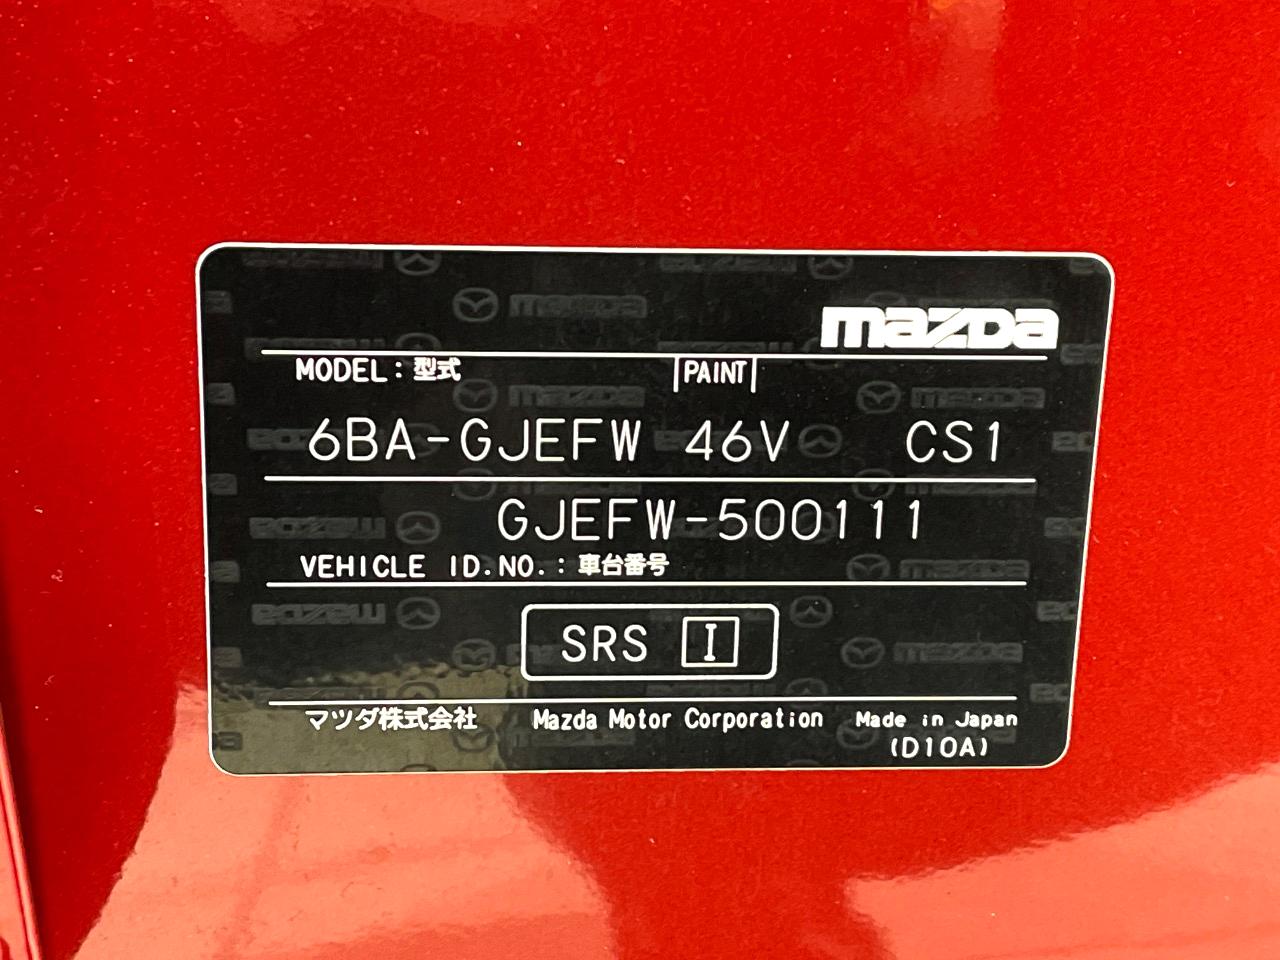 mazda
MODEL：型式 PAINT
6BA-GJEFW 46V CS1
GJEFW-500111
VEHICLE ID.NO.：車台番号
SRS I
マツダ株式会社 Mazda Motor Corporation Made in Japan
(D10A)